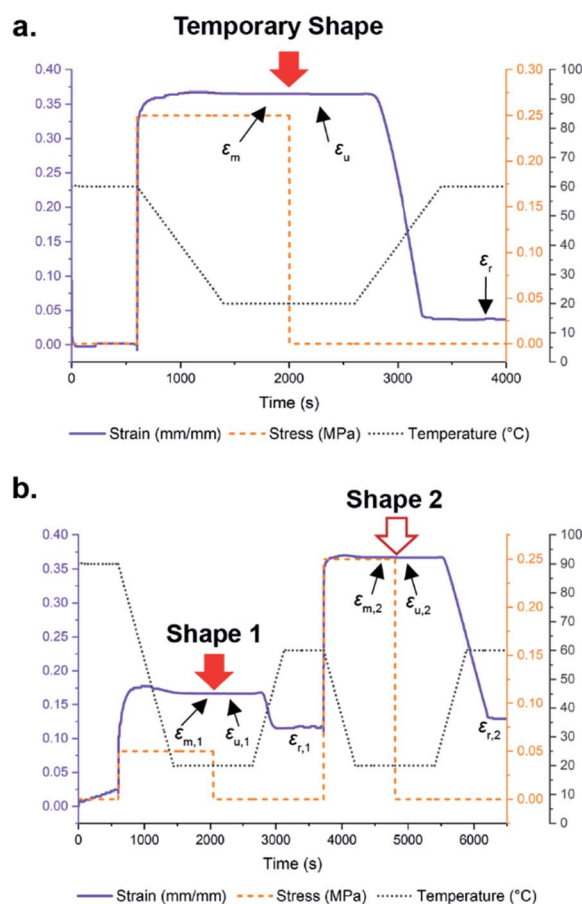 a.
Temporary Shape
0.40 0.30 100
90
0.35
0.25 80
0.30
70
0.25 0.20
60
0.20 0.15 50
0.15 40
0.10
0.10 30
0.05 0.05 20
10
0.00 0.00
0
εm εu εr
0 1000 2000 3000 4000
Time (s)
Strain (mm/mm) Stress (MPa) Temperature (°C)
b.
Shape 2
Shape 1
0.40 100
90
0.35 0.25
80
0.30
0.20 70
0.25
60
0.20 0.15 50
0.15 40
0.10
0.10 30
0.05 20
0.05
10
0.00 0.00
0
εm,2 εu,2
εm,1 εu,1 εr,1 εr,2
0 1000 2000 3000 4000 5000 6000
Time (s)
Strain (mm/mm) Stress (MPa) Temperature (°C)